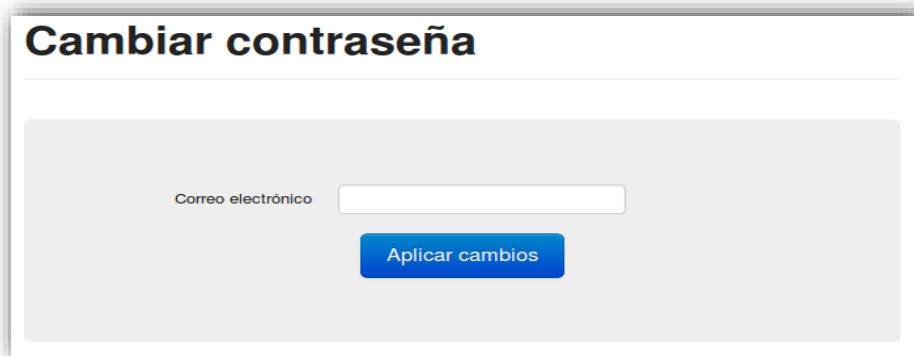 Cambiar contraseña
Correo electrónico
Aplicar cambios